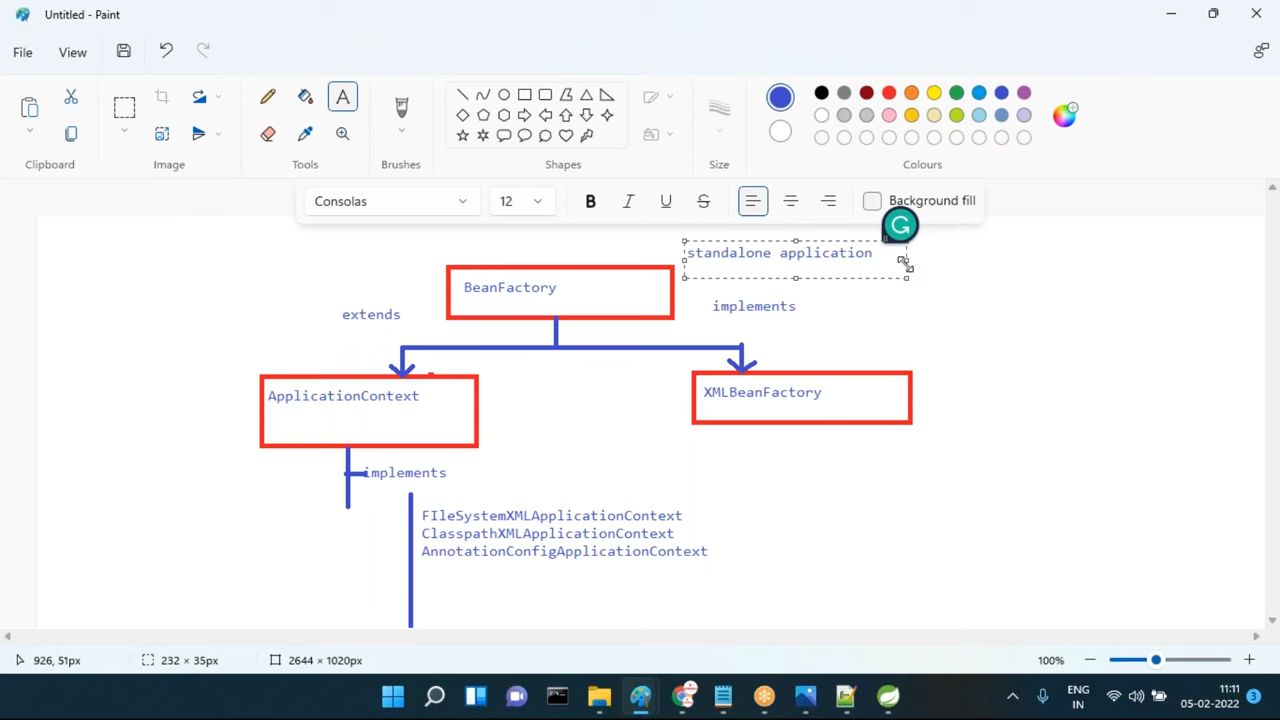 Untitled - Paint
File View
Clipboard
Image
Tools
Brushes
Shapes
Size
Colours
Consolas
12
B I U S
Background fill
standalone application
BeanFactory
extends
implements
ApplicationContext
XMLBeanFactory
implements
FIleSystemXMLApplicationContext
ClasspathXMLApplicationContext
AnnotationConfigApplicationContext
926, 51px
232 × 35px
2644 × 1020px
100%
ENG
IN
11:11
05-02-2022
3